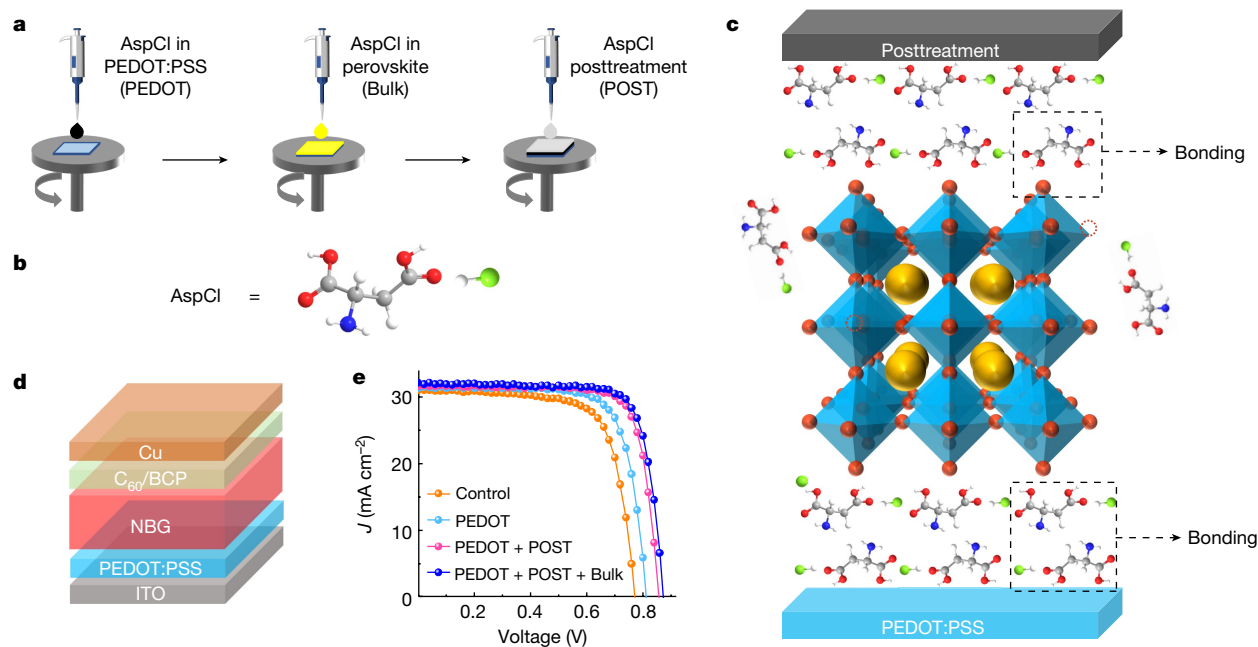 a
AspCl in
PEDOT:PSS
(PEDOT)
AspCl in
perovskite
(Bulk)
AspCl
posttreatment
(POST)
b
AspCl =
c
Posttreatment
Bonding
Bonding
PEDOT:PSS
d
Cu
C₆₀/BCP
NBG
PEDOT:PSS
ITO
e
J (mA cm⁻²)
30
20
10
0
Control
PEDOT
PEDOT + POST
PEDOT + POST + Bulk
0.2 0.4 0.6 0.8
Voltage (V)